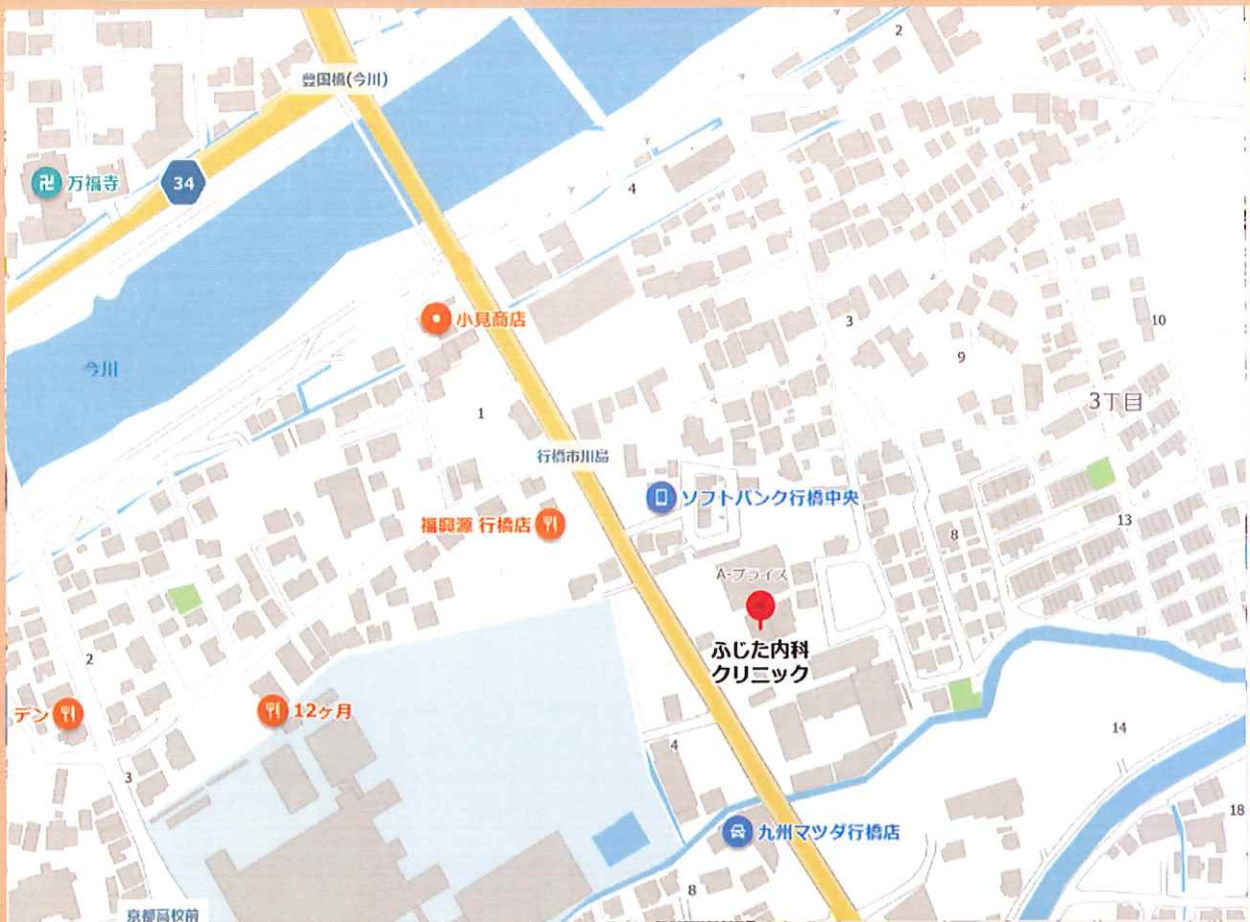 2
豊国橋(今川)
卍 万福寺
34
4
小見商店
3
10
9
今川
1
3丁目
行橋市川島
ソフトバンク行橋中央
福興源 行橋店
13
8
A-プライス
ふじた内科
クリニック
2
デン
12ヶ月
4
14
3
18
九州マツダ行橋店
8
京都高校前